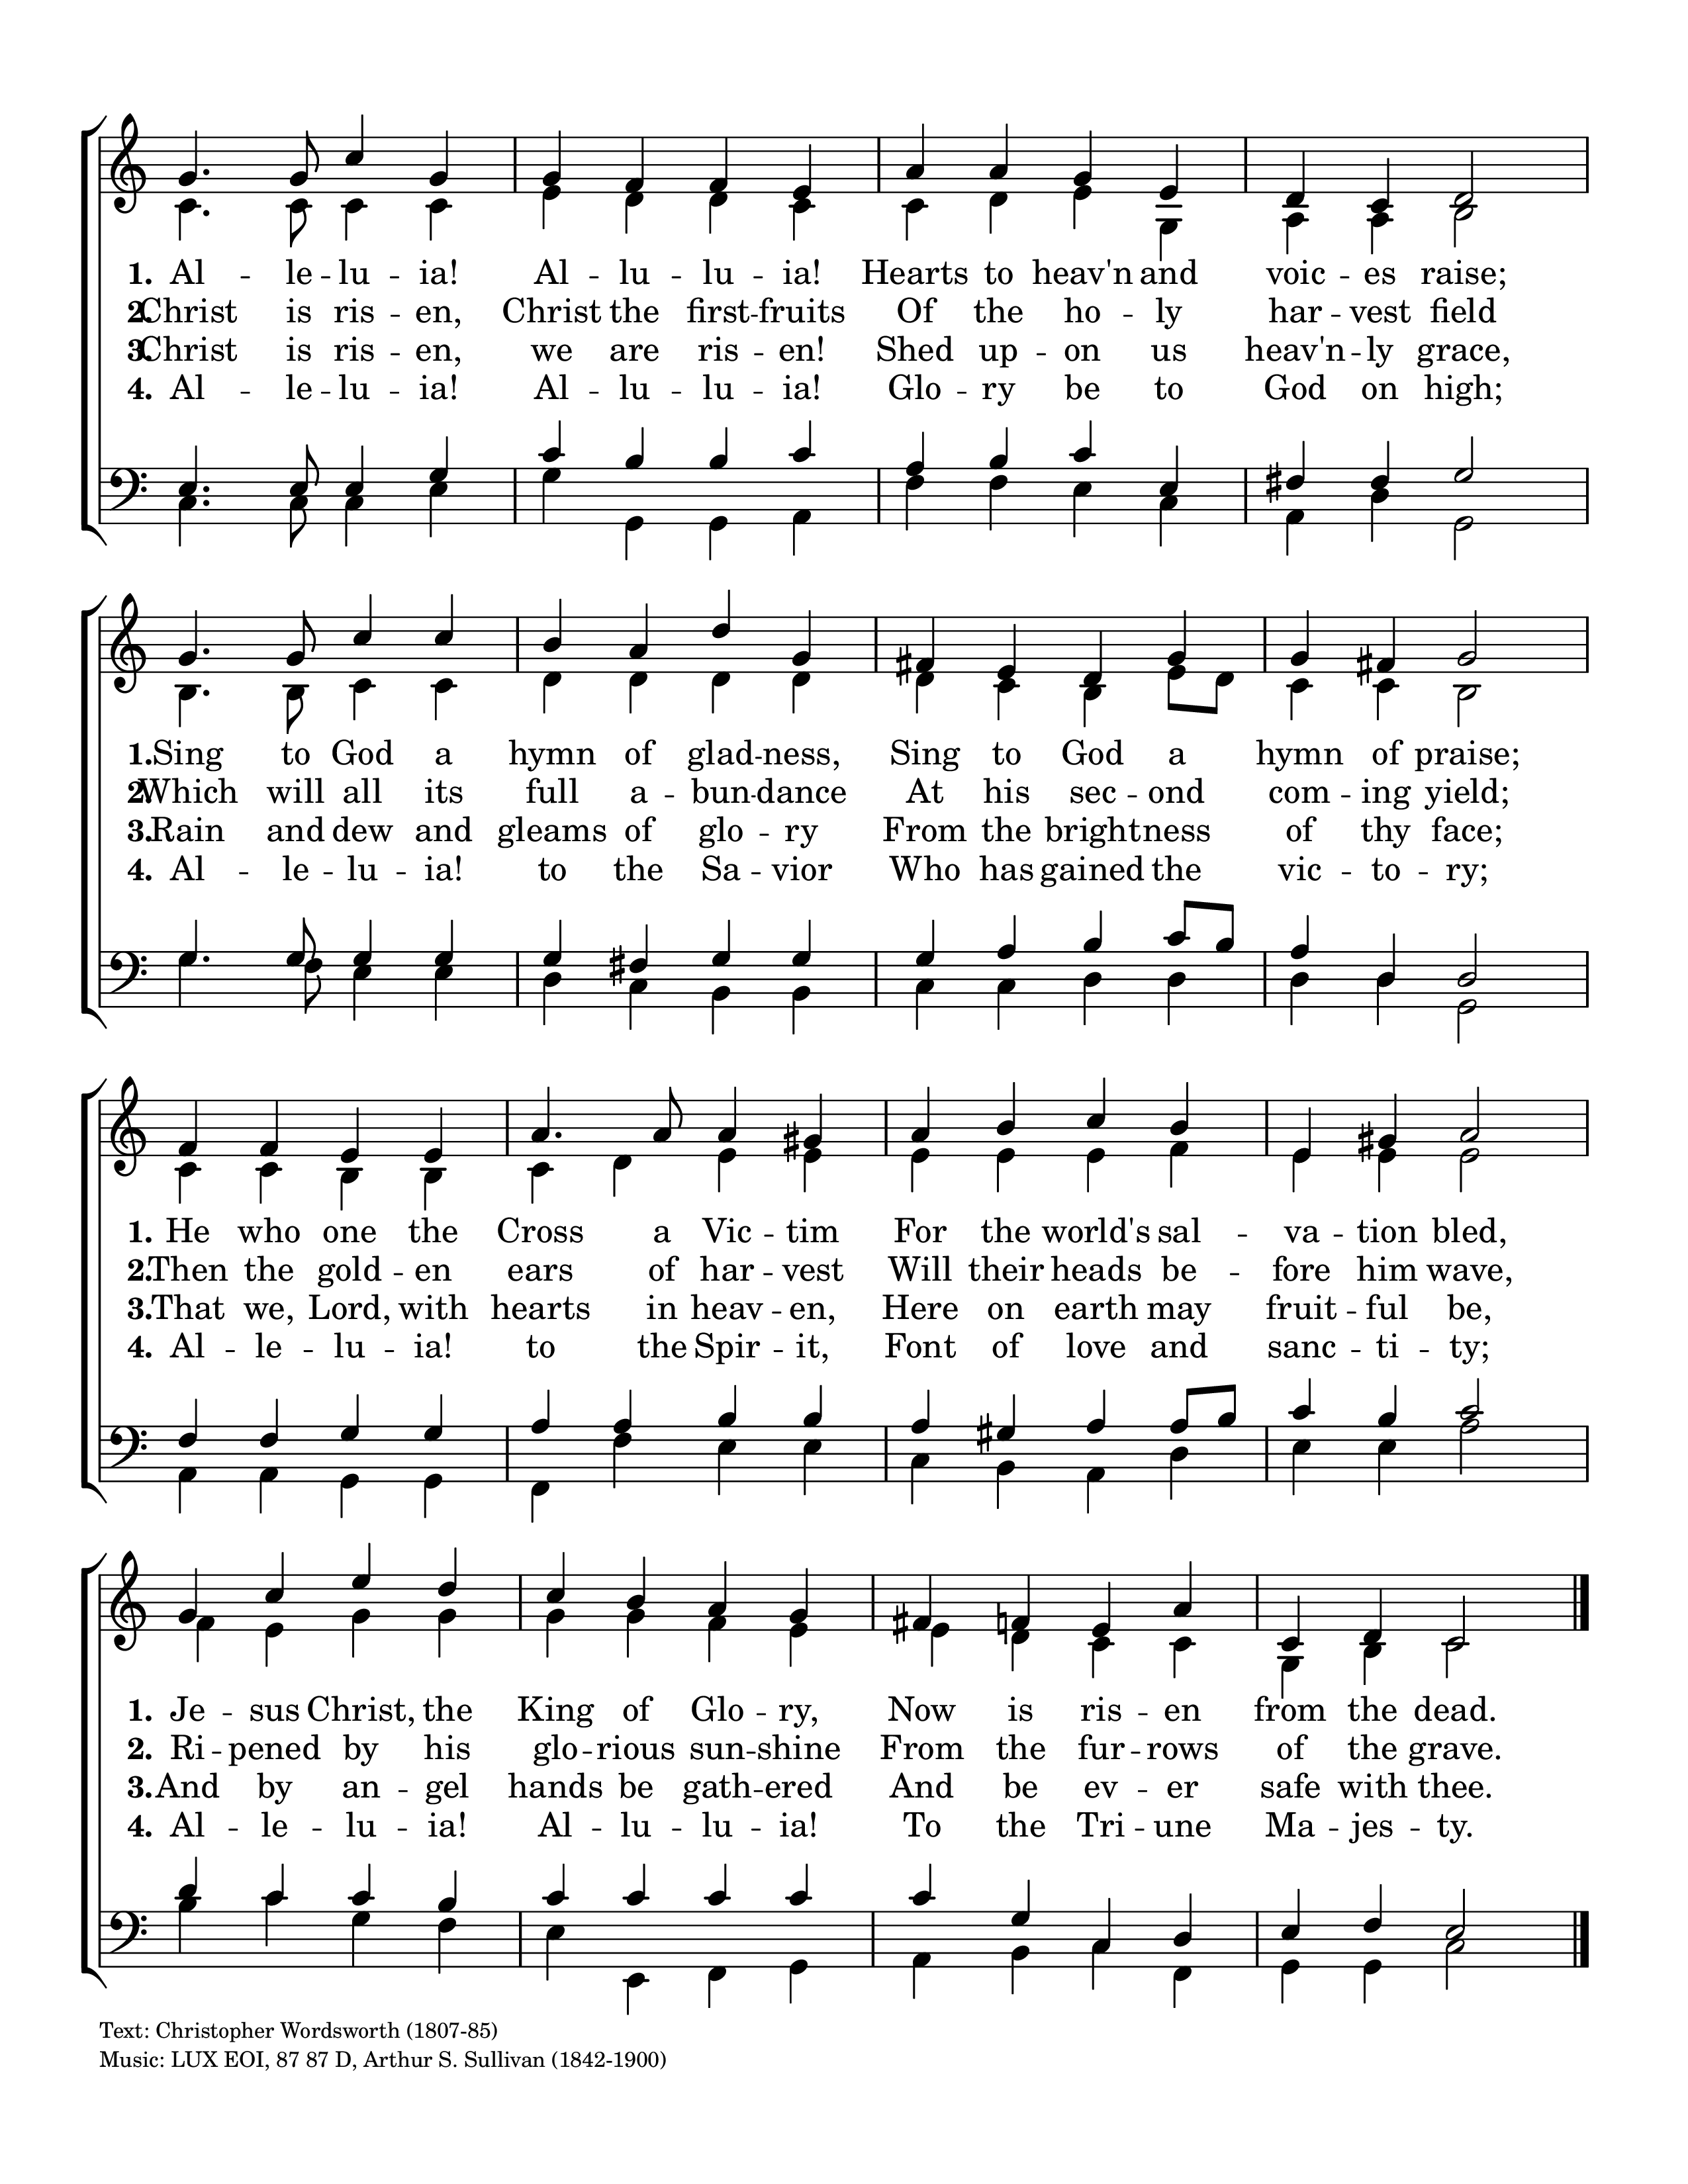 1. Al -- le -- lu -- ia! Al -- lu -- lu -- ia! Hearts to heav'n and voic -- es raise;
2. Christ is ris -- en, Christ the first -- fruits Of the ho -- ly har -- vest field
3. Christ is ris -- en, we are ris -- en! Shed up -- on us heav'n -- ly grace,
4. Al -- le -- lu -- ia! Al -- lu -- lu -- ia! Glo -- ry be to God on high;
1. Sing to God a hymn of glad -- ness, Sing to God a hymn of praise;
2. Which will all its full a -- bun -- dance At his sec -- ond com -- ing yield;
3. Rain and dew and gleams of glo -- ry From the bright -- ness of thy face;
4. Al -- le -- lu -- ia! to the Sa -- vior Who has gained the vic -- to -- ry;
1. He who one the Cross a Vic -- tim For the world's sal -- va -- tion bled,
2. Then the gold -- en ears of har -- vest Will their heads be -- fore him wave,
3. That we, Lord, with hearts in heav -- en, Here on earth may fruit -- ful be,
4. Al -- le -- lu -- ia! to the Spir -- it, Font of love and sanc -- ti -- ty;
1. Je -- sus Christ, the King of Glo -- ry, Now is ris -- en from the dead.
2. Ri -- pened by his glo -- rious sun -- shine From the fur -- rows of the grave.
3. And by an -- gel hands be gath -- ered And be ev -- er safe with thee.
4. Al -- le -- lu -- ia! Al -- lu -- lu -- ia! To the Tri -- une Ma -- jes -- ty.
Text: Christopher Wordsworth (1807-85)
Music: LUX EOI, 87 87 D, Arthur S. Sullivan (1842-1900)